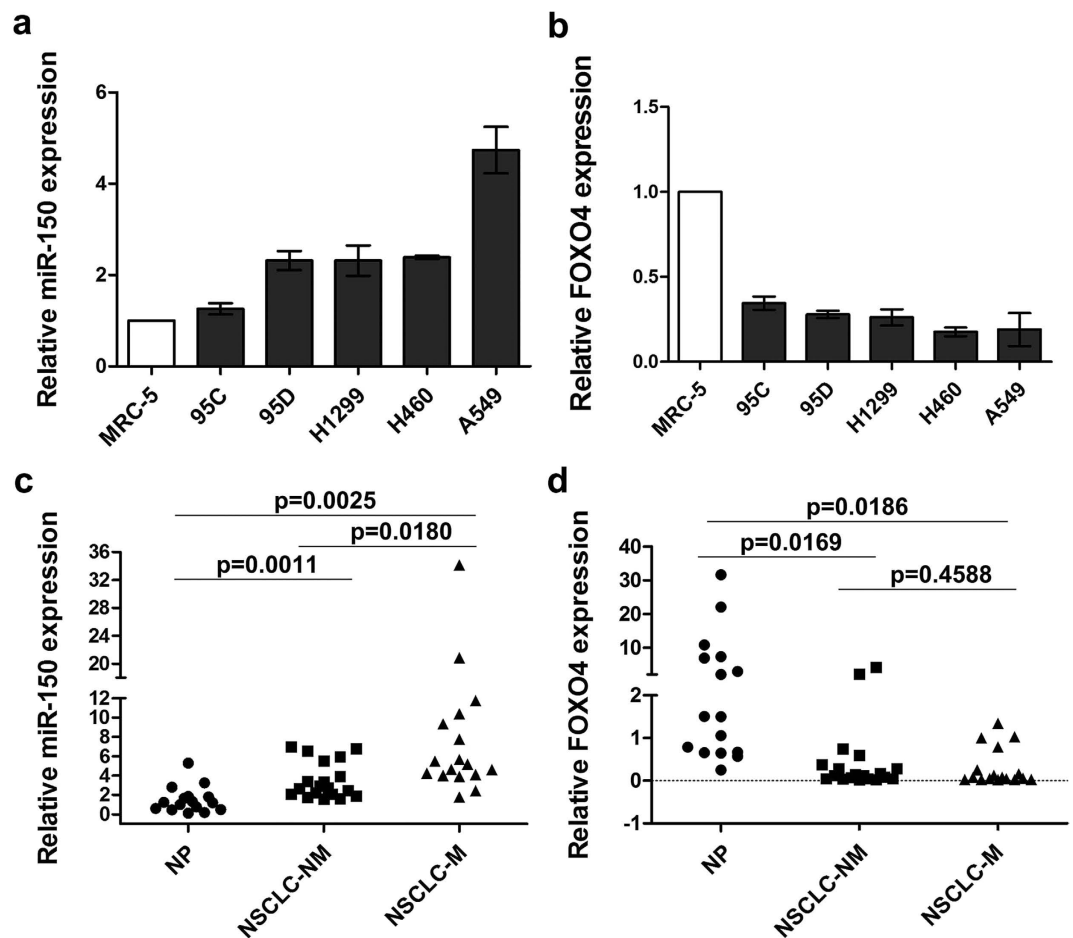 a
Relative miR-150 expression
6
4
2
0
MRC-5
95C
95D
H1299
H460
A549
b
Relative FOXO4 expression
1.5
1.0
0.5
0.0
MRC-5
95C
95D
H1299
H460
A549
c
Relative miR-150 expression
p=0.0025
p=0.0180
p=0.0011
36
32
28
24
20
16
12
10
8
6
4
2
0
NP
NSCLC-NM
NSCLC-M
d
Relative FOXO4 expression
p=0.0186
p=0.0169
p=0.4588
40
30
20
10
2
1
0
-1
NP
NSCLC-NM
NSCLC-M